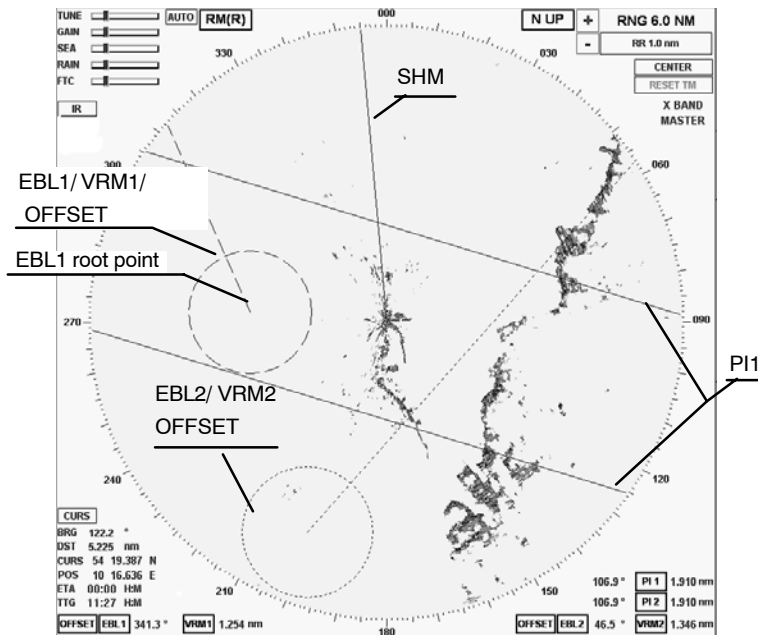 TUNE
GAIN
SEA
RAIN
FTC
AUTO
RM(R)
IR
000
N UP
+
-
RNG 6.0 NM
RR 1.0 nm
CENTER
RESET TM
X BAND
MASTER
330
030
300
060
270
090
240
120
210
150
180
SHM
EBL1/ VRM1/
OFFSET
EBL1 root point
EBL2/ VRM2
OFFSET
PI1
CURS
BRG 122.2 °
DST 5.225 nm
CURS 54 19.387 N
POS 10 16.636 E
ETA 00:00 H:M
TTG 11:27 H:M
OFFSET EBL1 341.3 ° VRM1 1.254 nm
106.9 ° PI 1 1.910 nm
106.9 ° PI 2 1.910 nm
OFFSET EBL2 46.5 ° VRM2 1.346 nm